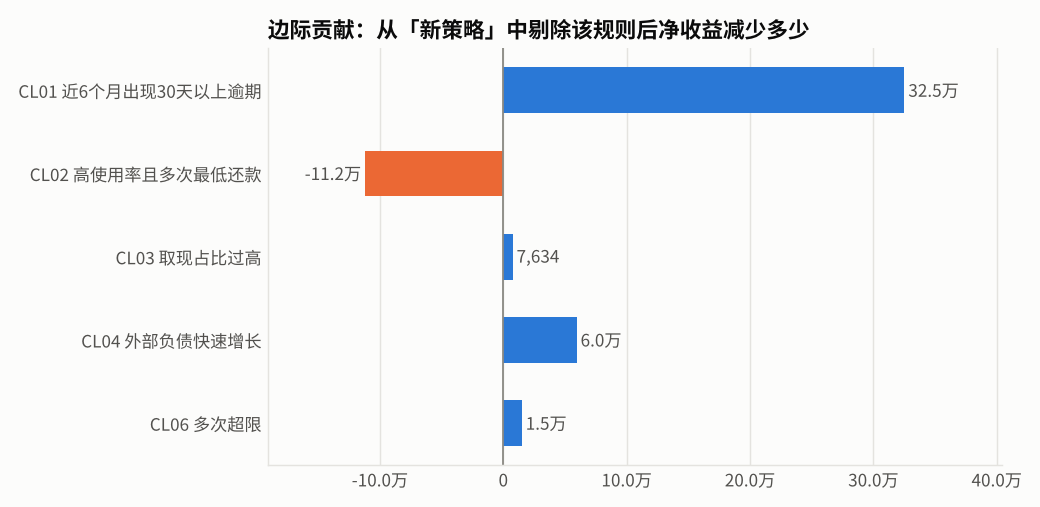 边际贡献：从「新策略」中剔除该规则后净收益减少多少
CL01 近6个月出现30天以上逾期
32.5万
CL02 高使用率且多次最低还款
-11.2万
CL03 取现占比过高
7,634
CL04 外部负债快速增长
6.0万
CL06 多次超限
1.5万
-10.0万
0
10.0万
20.0万
30.0万
40.0万